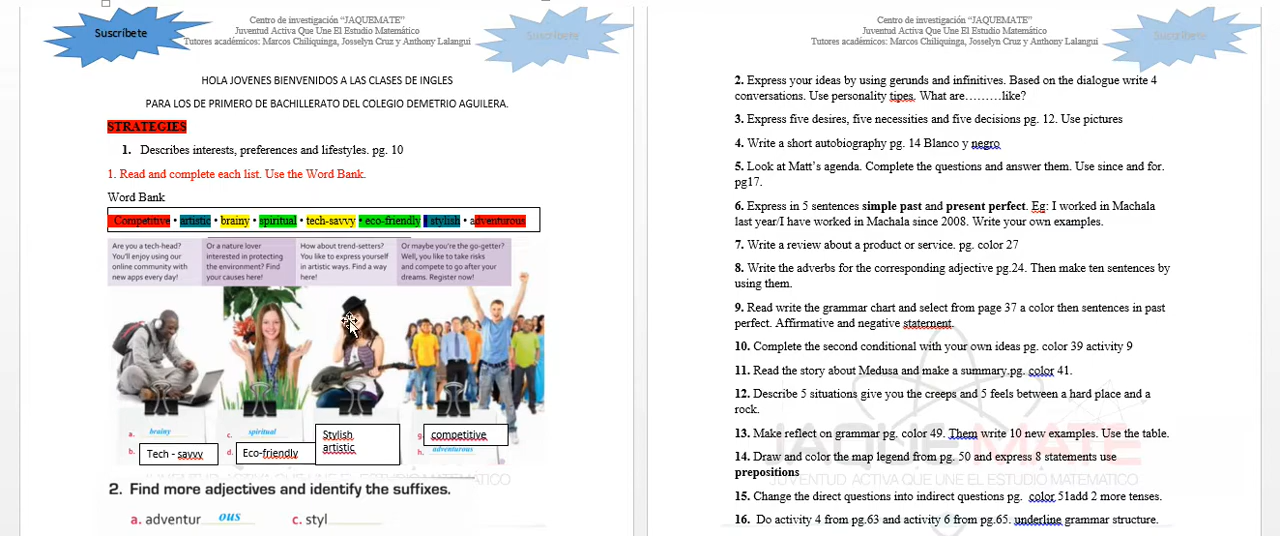 Suscríbete
Centro de investigación “JAQUEMATE”
Juventud Activa Que Une El Estudio Matemático
Tutores académicos: Marcos Chiliquinga, Josselyn Cruz y Anthony Lalangui
Suscríbete
HOLA JOVENES BIENVENIDOS A LAS CLASES DE INGLES
PARA LOS DE PRIMERO DE BACHILLERATO DEL COLEGIO DEMETRIO AGUILERA.
STRATEGIES
1. Describes interests, preferences and lifestyles. pg. 10
1. Read and complete each list. Use the Word Bank.
Word Bank
Competitive • artistic • brainy • spiritual • tech-savvy • eco-friendly stylish • adventurous
Are you a tech-head?
You'll enjoy using our
online community with
new apps every day!
Or a nature lover
interested in protecting
the environment? Find
your causes here!
How about trend-setters?
You like to express yourself
in artistic ways. Find a way
here!
Or maybe you're the go-getter?
Well, you like to take risks
and compete to go after your
dreams. Register now!
a. brainy
b. Tech - savvy
c. spiritual
d. Eco-friendly
Stylish
artistic
g. competitive
h. adventurous
JUVENTUD ACTIVA QUE UNE EL ESTUDIO MATEMATICO
2. Find more adjectives and identify the suffixes.
a. adventur ous c. styl
Centro de investigación “JAQUEMATE”
Juventud Activa Que Une El Estudio Matemático
Tutores académicos: Marcos Chiliquinga, Josselyn Cruz y Anthony Lalangui
Suscríbete
2. Express your ideas by using gerunds and infinitives. Based on the dialogue write 4
conversations. Use personality tipes. What are………like?
3. Express five desires, five necessities and five decisions pg. 12. Use pictures
4. Write a short autobiography pg. 14 Blanco y negro
5. Look at Matt’s agenda. Complete the questions and answer them. Use since and for.
pg17.
6. Express in 5 sentences simple past and present perfect. Eg: I worked in Machala
last year/I have worked in Machala since 2008. Write your own examples.
7. Write a review about a product or service. pg. color 27
8. Write the adverbs for the corresponding adjective pg.24. Then make ten sentences by
using them.
9. Read write the grammar chart and select from page 37 a color then sentences in past
perfect. Affirmative and negative staternent.
10. Complete the second conditional with your own ideas pg. color 39 activity 9
11. Read the story about Medusa and make a summary.pg. color 41.
12. Describe 5 situations give you the creeps and 5 feels between a hard place and a
rock.
13. Make reflect on grammar pg. color 49. Them write 10 new examples. Use the table.
14. Draw and color the map legend from pg. 50 and express 8 statements use
prepositions
JAQUEMATE
JUVENTUD ACTIVA QUE UNE EL ESTUDIO MATEMATICO
15. Change the direct questions into indirect questions pg. color 51add 2 more tenses.
16. Do activity 4 from pg.63 and activity 6 from pg.65. underline grammar structure.